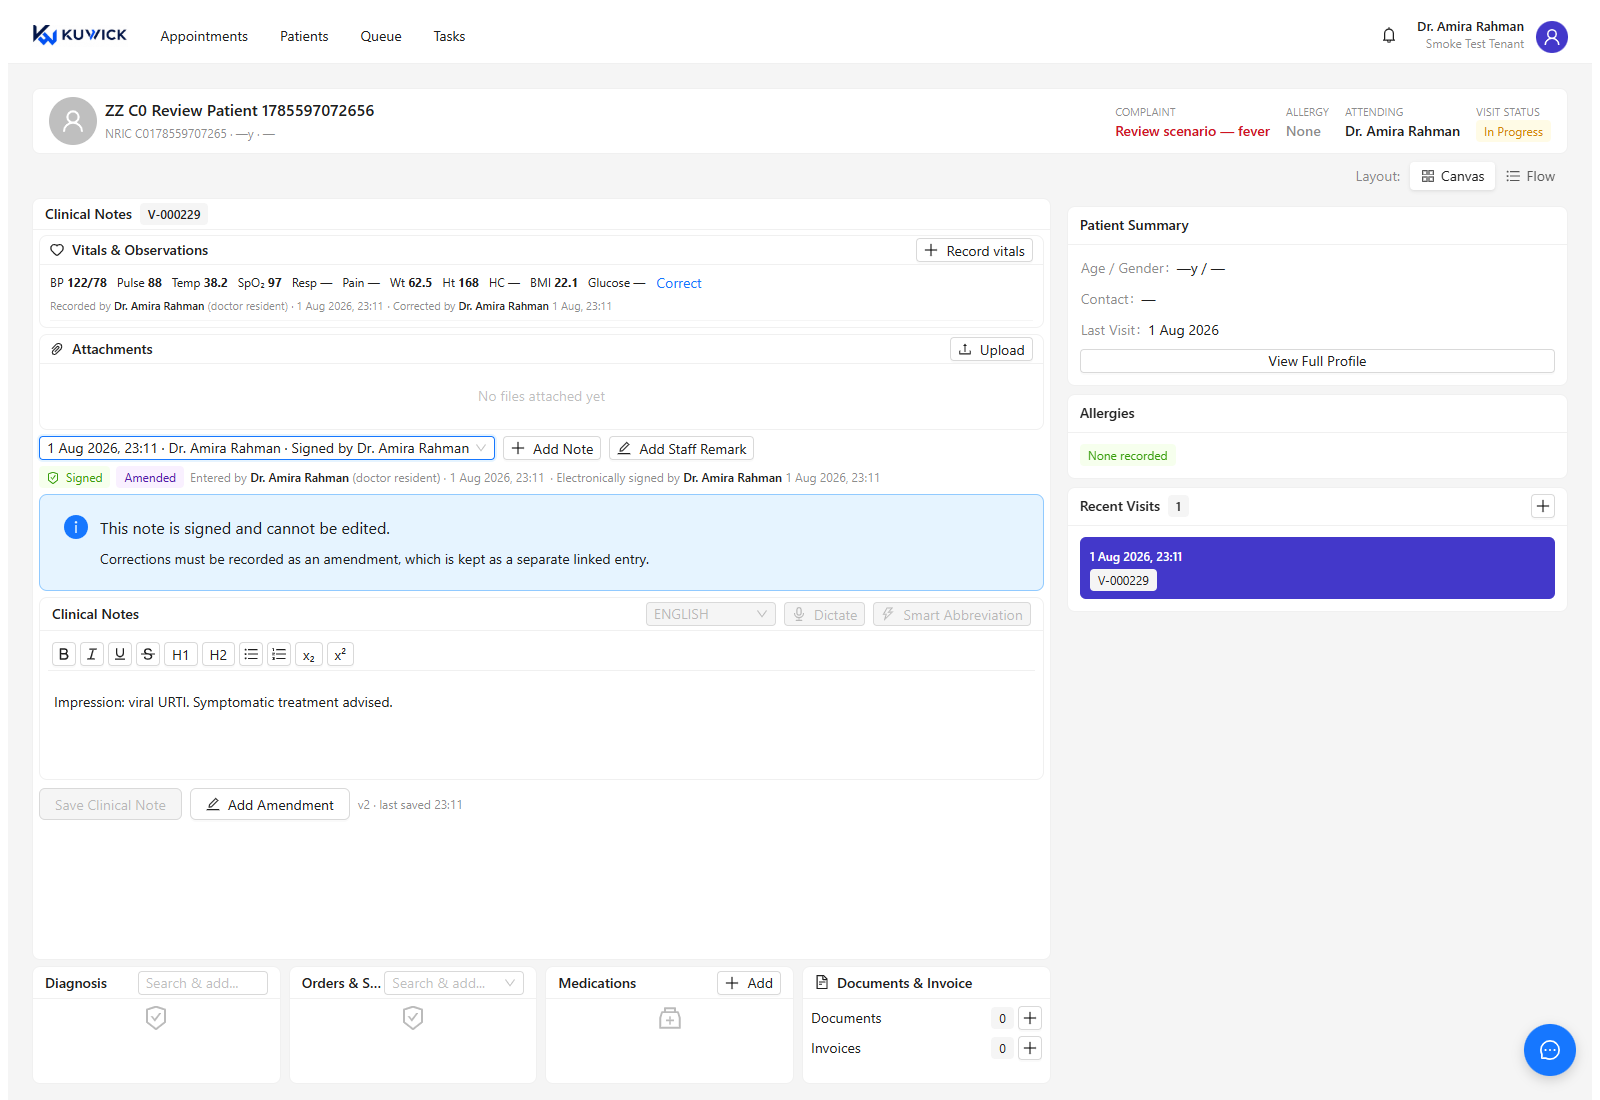 KUWICK
Appointments
Patients
Queue
Tasks
Dr. Amira Rahman
Smoke Test Tenant
ZZ C0 Review Patient 1785597072656
NRIC C0178559707265 · —y · —
COMPLAINT
Review scenario — fever
ALLERGY
None
ATTENDING
Dr. Amira Rahman
VISIT STATUS
In Progress
Layout:
Canvas
Flow
Clinical Notes
V-000229
Vitals & Observations
Record vitals
BP 122/78 Pulse 88 Temp 38.2 SpO₂ 97 Resp — Pain — Wt 62.5 Ht 168 HC — BMI 22.1 Glucose — Correct
Recorded by Dr. Amira Rahman (doctor resident) · 1 Aug 2026, 23:11 · Corrected by Dr. Amira Rahman 1 Aug, 23:11
Attachments
Upload
No files attached yet
1 Aug 2026, 23:11 · Dr. Amira Rahman · Signed by Dr. Amira Rahman
Add Note
Add Staff Remark
Signed
Amended
Entered by Dr. Amira Rahman (doctor resident) · 1 Aug 2026, 23:11 · Electronically signed by Dr. Amira Rahman 1 Aug 2026, 23:11
This note is signed and cannot be edited.
Corrections must be recorded as an amendment, which is kept as a separate linked entry.
Clinical Notes
ENGLISH
Dictate
Smart Abbreviation
B I U S H1 H2 x₂ x²
Impression: viral URTI. Symptomatic treatment advised.
Save Clinical Note
Add Amendment
v2 · last saved 23:11
Diagnosis
Search & add...
Orders & S...
Search & add...
Medications
Add
Documents & Invoice
Documents 0
Invoices 0
Patient Summary
Age / Gender: —y / —
Contact: —
Last Visit: 1 Aug 2026
View Full Profile
Allergies
None recorded
Recent Visits 1
1 Aug 2026, 23:11
V-000229